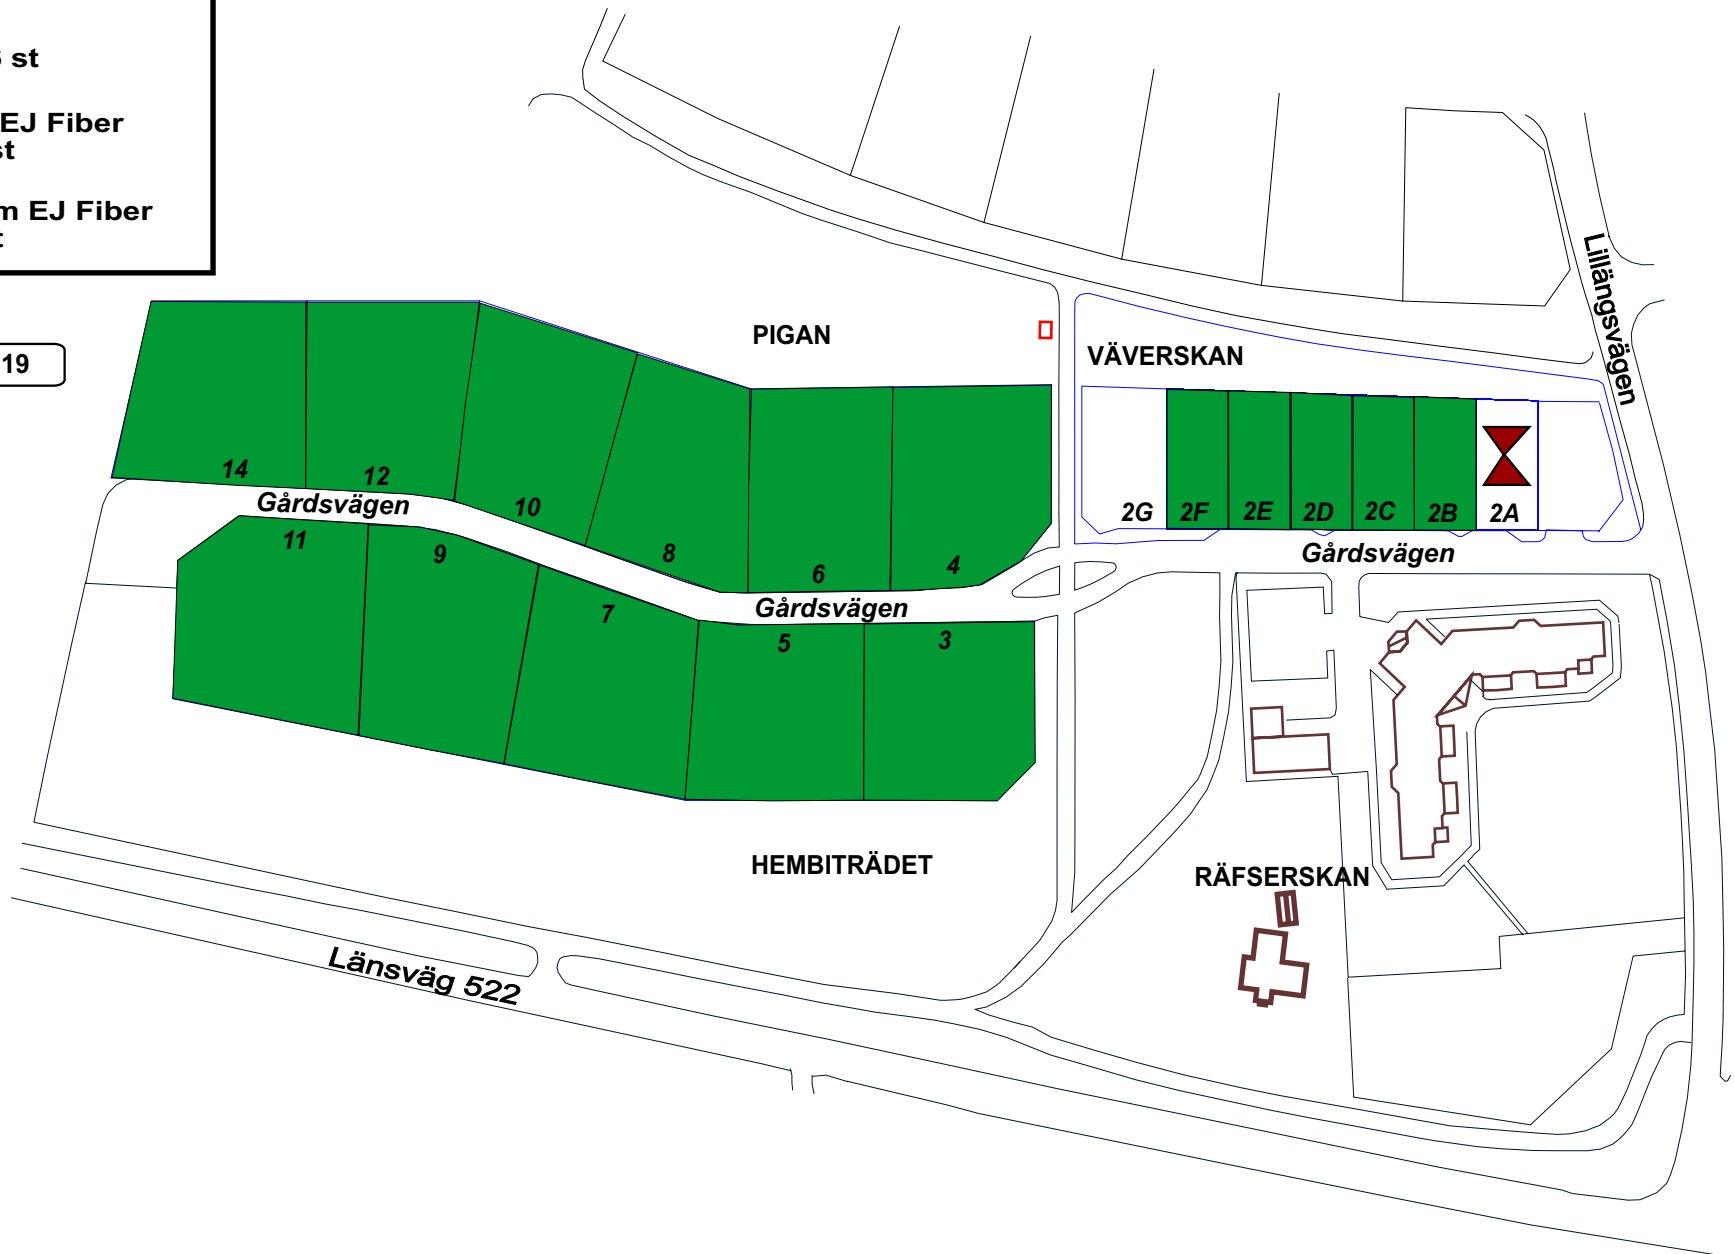 st
EJ Fiber
st
m EJ Fiber
19
PIGAN
VÄVERSKAN
Lillängsvägen
14
12
10
8
6
4
2G
2F
2E
2D
2C
2B
2A
Gårdsvägen
Gårdsvägen
11
9
7
5
3
Gårdsvägen
HEMBITRÄDET
RÄFSERSKAN
Länsväg 522